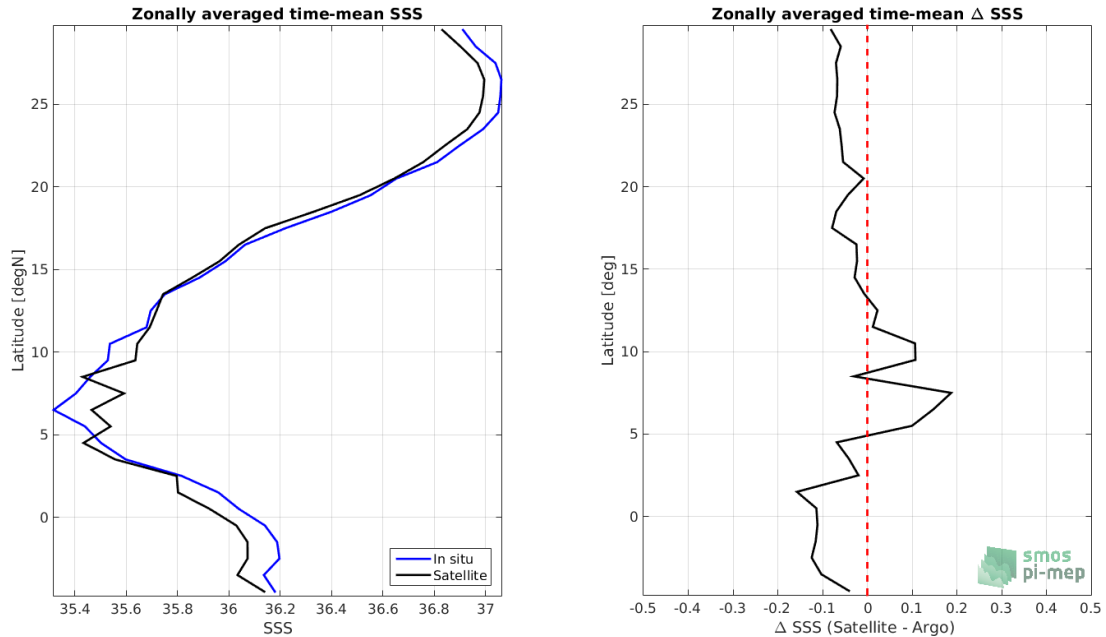 Zonally averaged time-mean SSS
Latitude [degN]
25
20
15
10
5
0
35.4 35.6 35.8 36 36.2 36.4 36.6 36.8 37
SSS
In situ
Satellite
Zonally averaged time-mean Δ SSS
Latitude [deg]
25
20
15
10
5
0
-0.5 -0.4 -0.3 -0.2 -0.1 0 0.1 0.2 0.3 0.4 0.5
Δ SSS (Satellite - Argo)
smos
pi-mep